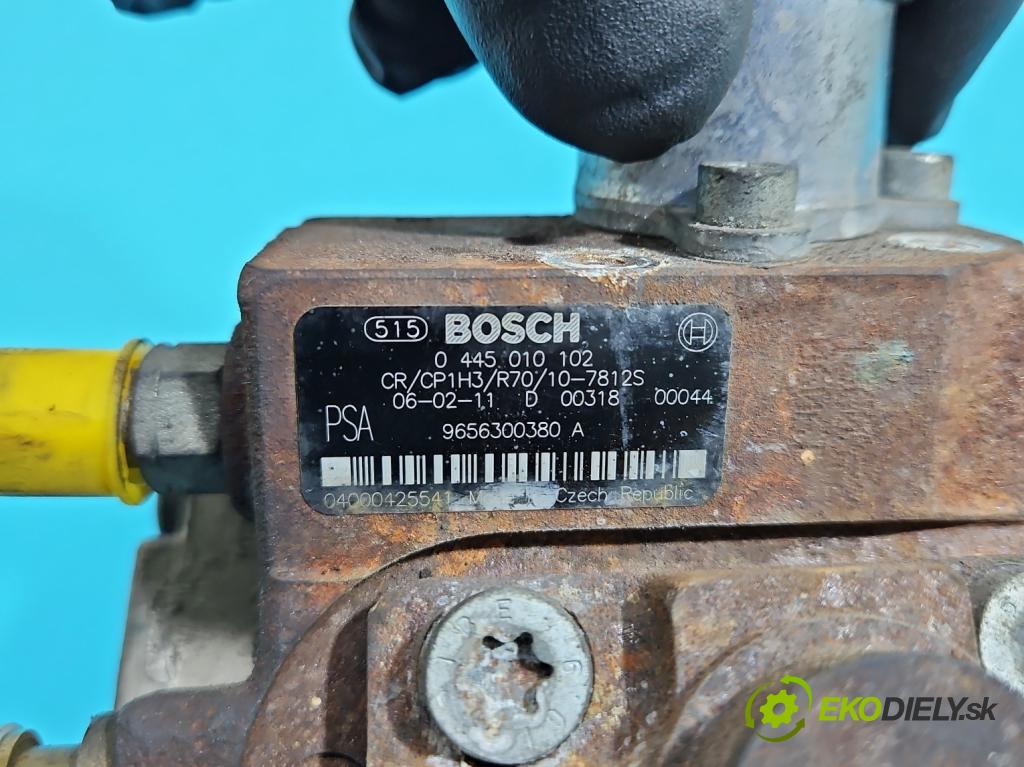 515 BOSCH
0 445 010 102
CR/CP1H3/R70/10-7812S
06-02-11 D 00318 00044
PSA 9656300380 A
04000425541 Czech Republic
EKODIELY.sk